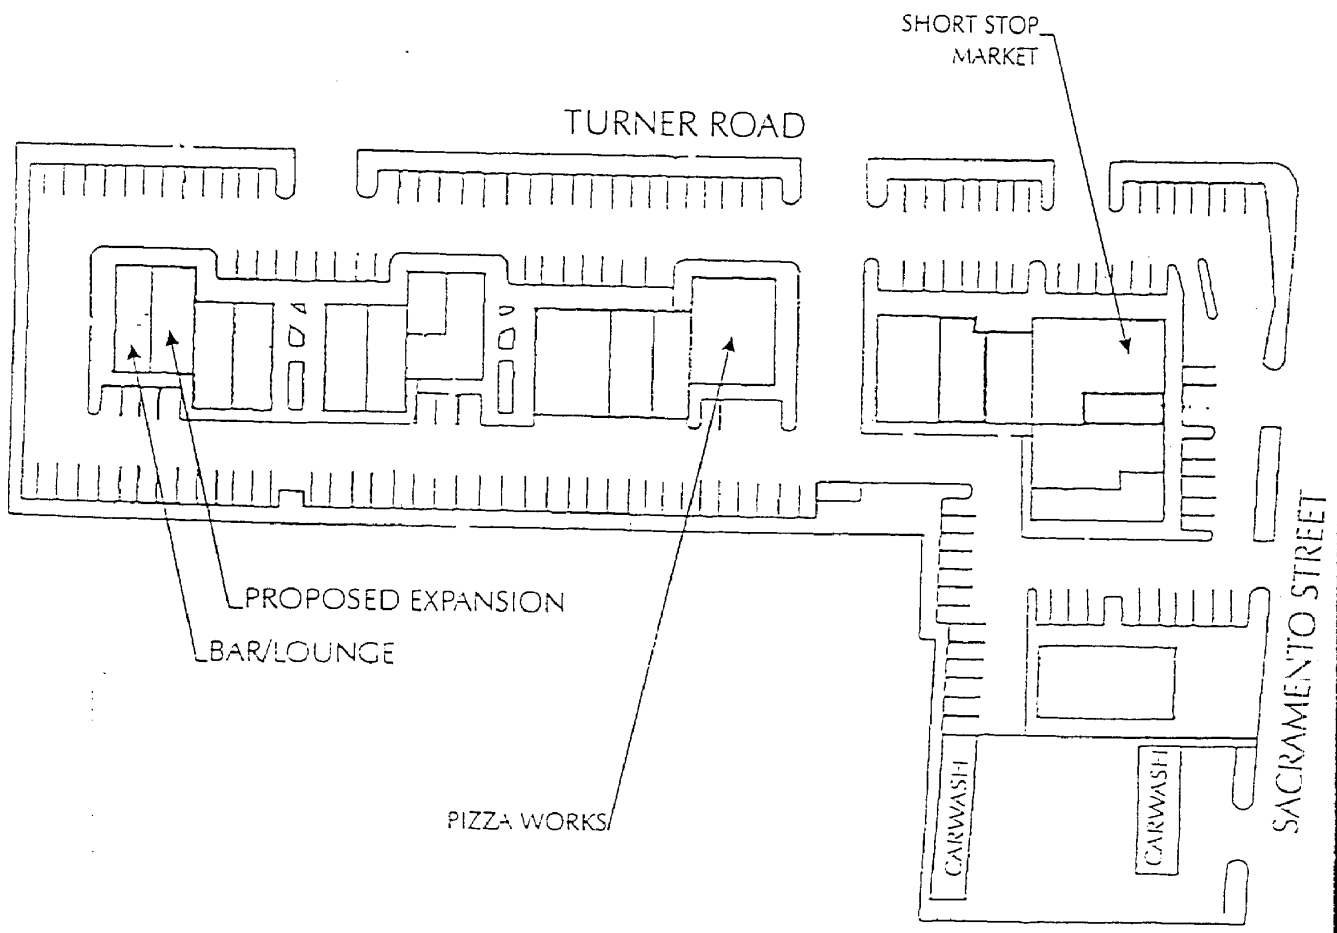 SHORT STOP
MARKET
TURNER ROAD
PROPOSED EXPANSION
BAR/LOUNGE
PIZZA WORKS
CARWASH
CARWASH
SACRAMENTO STREET